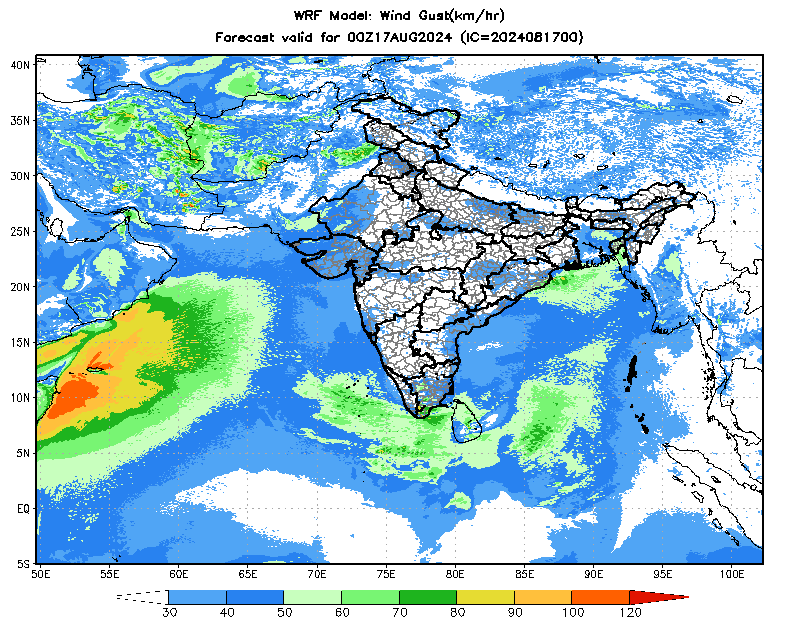 WRF Model: Wind Gust(km/hr)
Forecast valid for 00Z17AUG2024 (IC=2024081700)
40N
35N
30N
25N
20N
15N
10N
5N
EQ
5S
50E 55E 60E 65E 70E 75E 80E 85E 90E 95E 100E
30 40 50 60 70 80 90 100 120